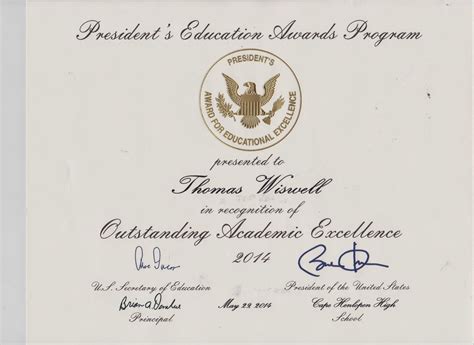 President's Education Awards Program
PRESIDENT'S
AWARD FOR EDUCATIONAL EXCELLENCE
presented to
Thomas Wiswell
in recognition of
Outstanding Academic Excellence
2014
U.S. Secretary of Education
President of the United States
May 29, 2014
Cape Henlopen High
Principal
School